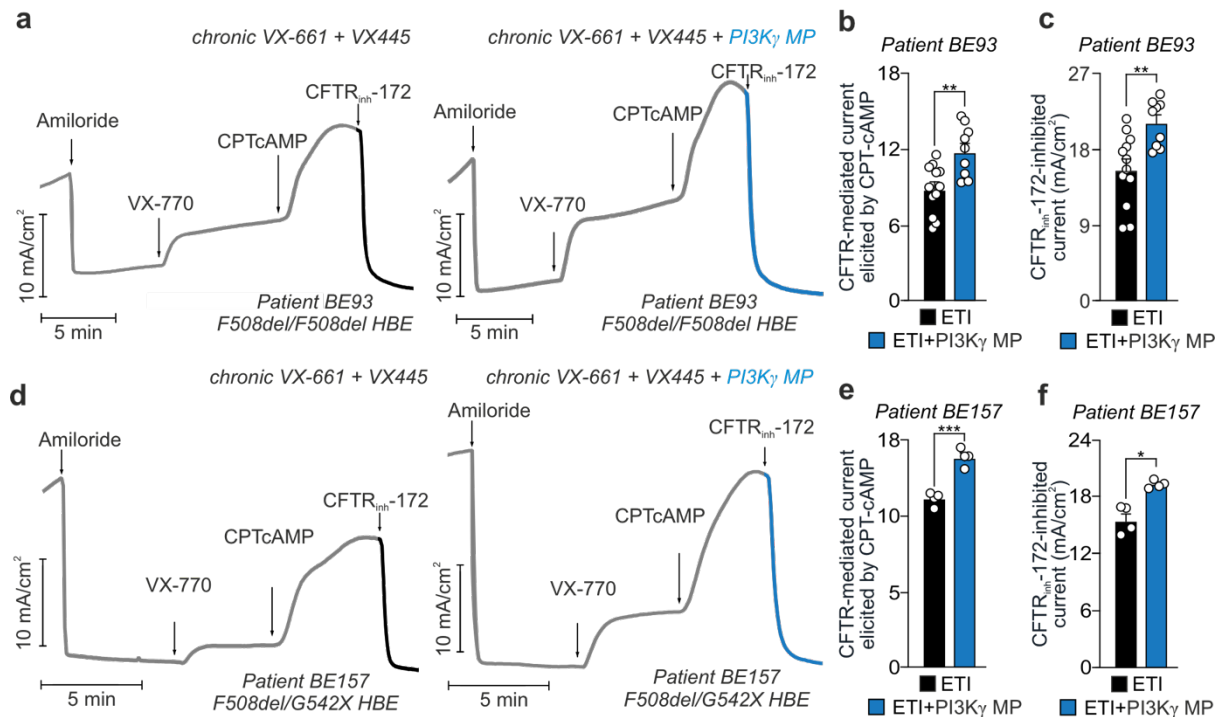 a
chronic VX-661 + VX445
Amiloride
VX-770
CPTcAMP
CFTRinh-172
10 mA/cm²
5 min
Patient BE93
F508del/F508del HBE
chronic VX-661 + VX445 + PI3Kγ MP
Amiloride
VX-770
CPTcAMP
CFTRinh-172
10 mA/cm²
5 min
Patient BE93
F508del/F508del HBE
b
Patient BE93
CFTR-mediated current
elicited by CPT-cAMP
18
12
6
0
**
ETI
ETI+PI3Kγ MP
c
Patient BE93
CFTRinh-172-inhibited
current (mA/cm²)
27
18
9
0
**
ETI
ETI+PI3Kγ MP
d
chronic VX-661 + VX445
Amiloride
VX-770
CPTcAMP
CFTRinh-172
10 mA/cm²
5 min
Patient BE157
F508del/G542X HBE
chronic VX-661 + VX445 + PI3Kγ MP
Amiloride
VX-770
CPTcAMP
CFTRinh-172
10 mA/cm²
5 min
Patient BE157
F508del/G542X HBE
e
Patient BE157
CFTR-mediated current
elicited by CPT-cAMP
18
12
6
0
***
ETI
ETI+PI3Kγ MP
f
Patient BE157
CFTRinh-172-inhibited
current (mA/cm²)
24
18
12
6
0
*
ETI
ETI+PI3Kγ MP